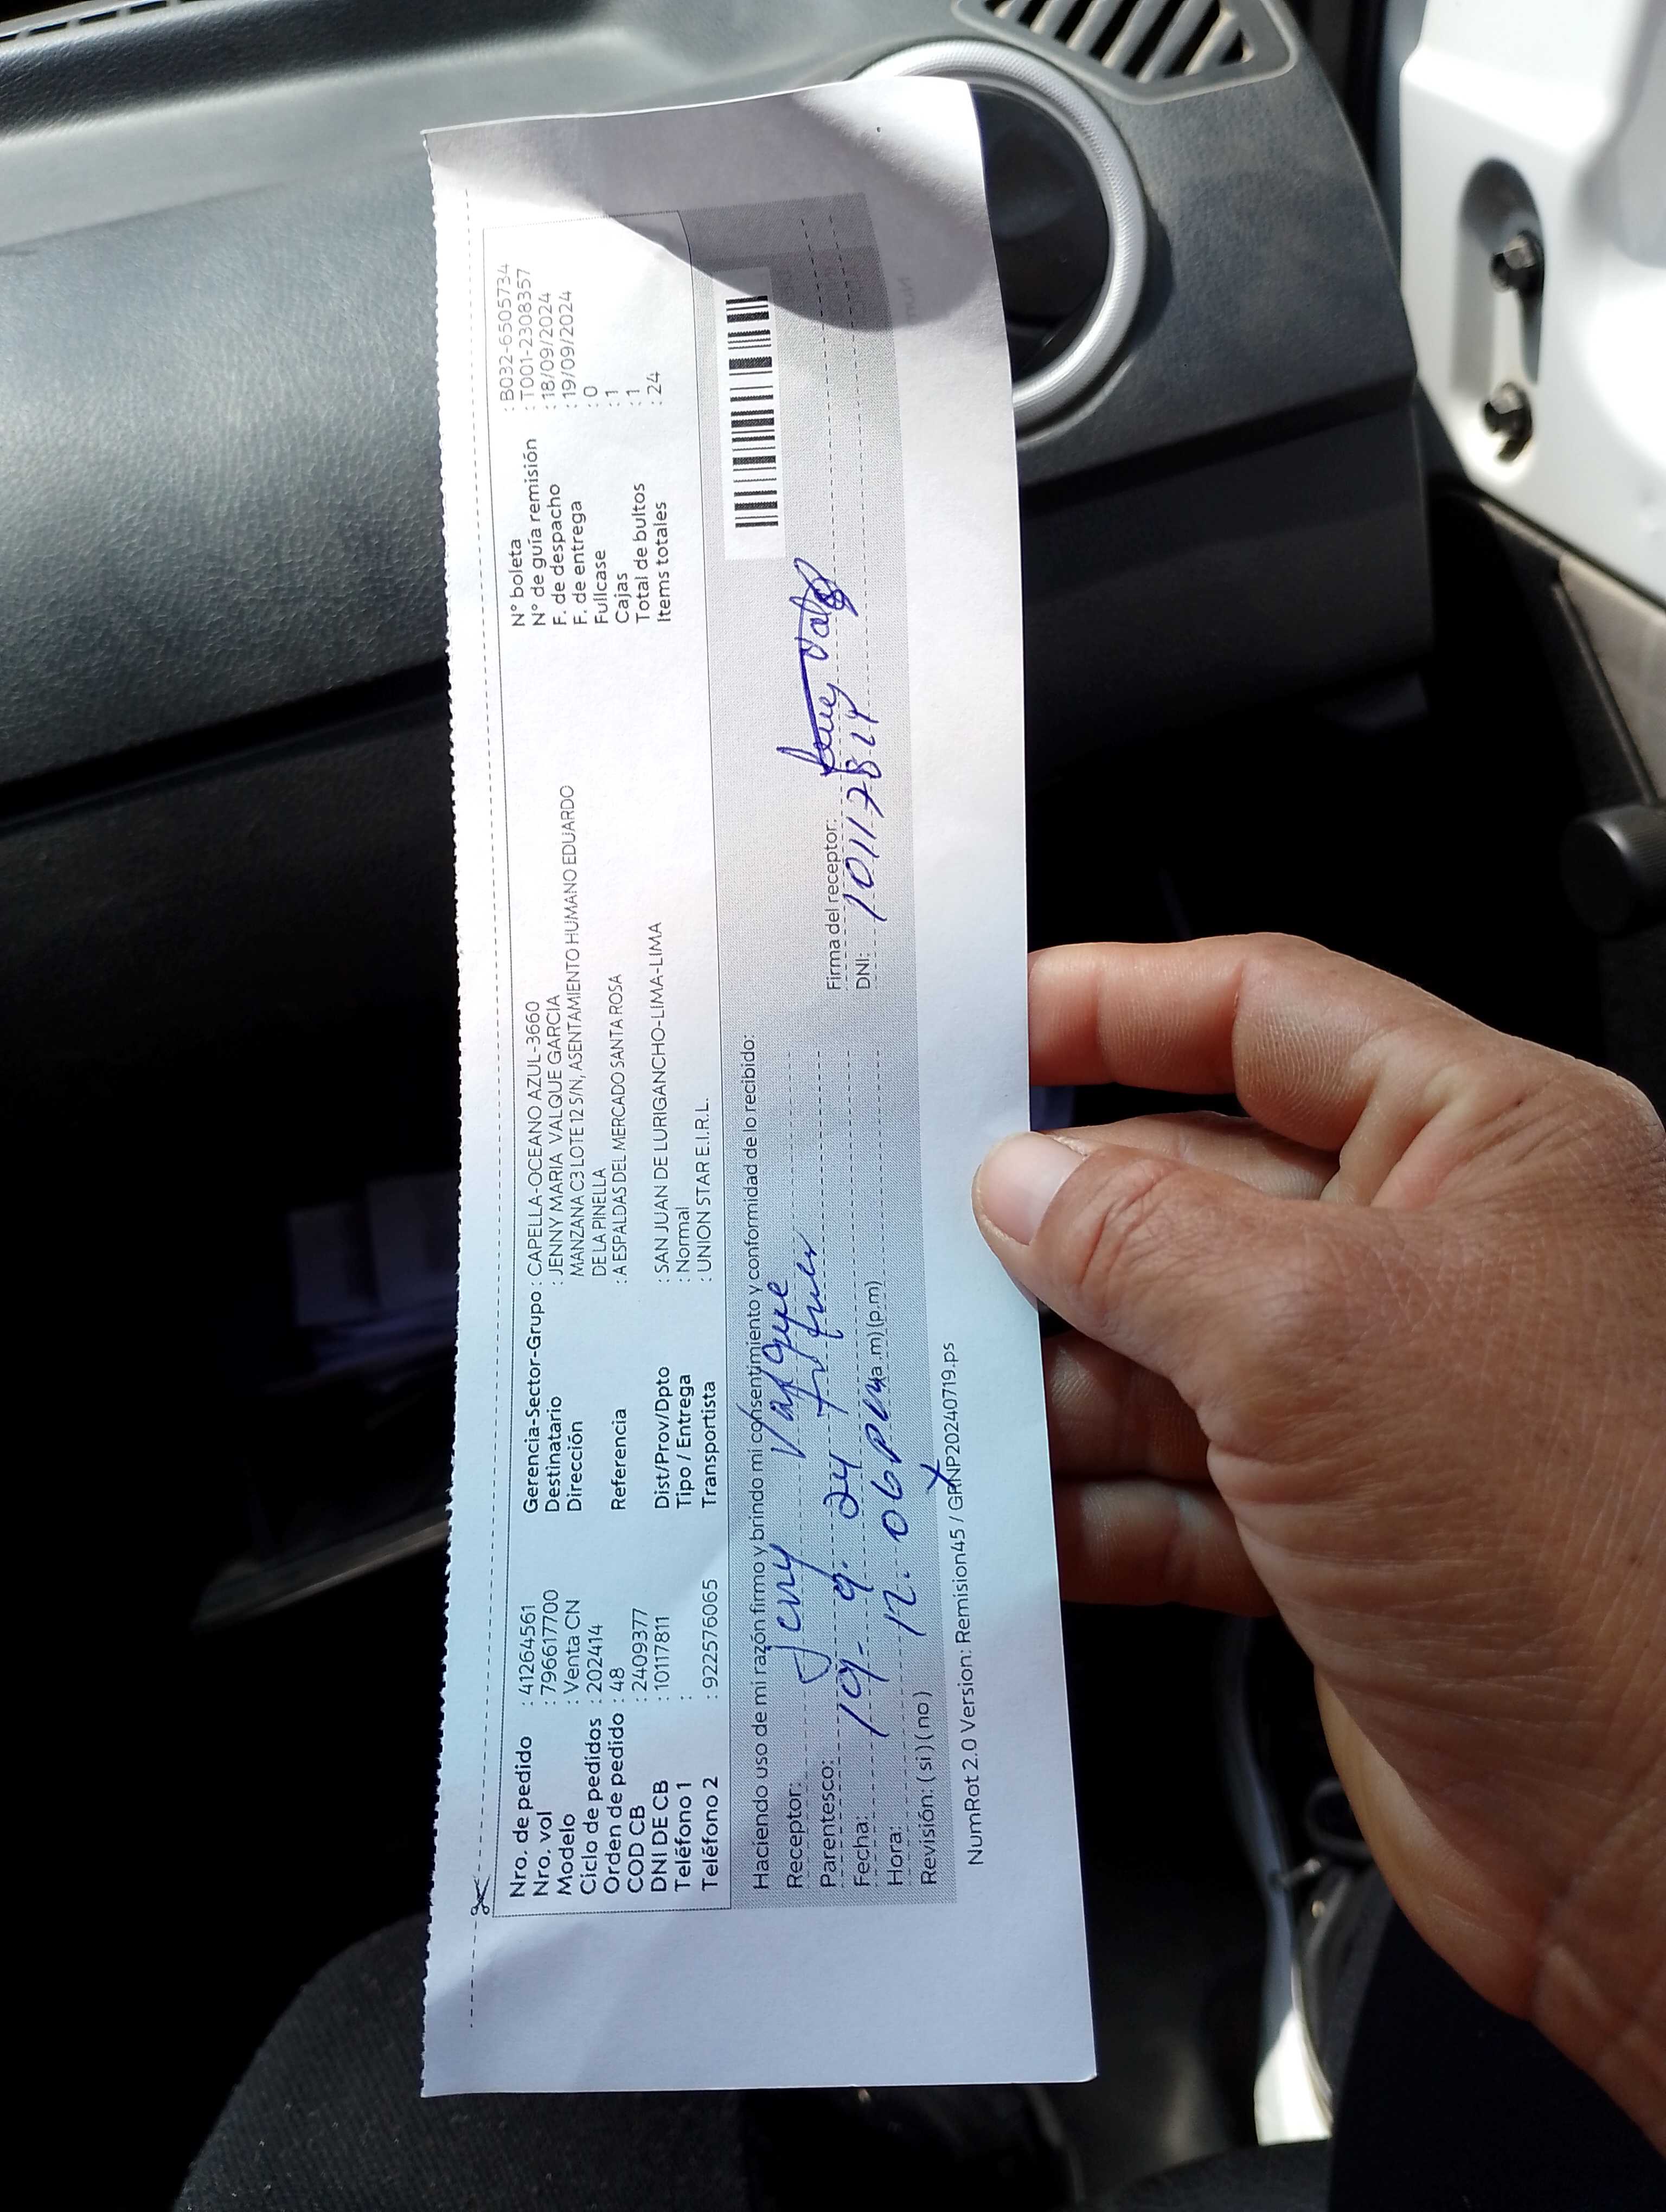 Nro. de pedido : 41264561
Nro. vol : 796617700
Modelo : Venta CN
Ciclo de pedidos : 202414
Orden de pedido : 48
COD CB : 2409377
DNI DE CB : 10117811
Teléfono 1 :
Teléfono 2 : 922576065
Gerencia-Sector-Grupo : CAPELLA-OCEANO AZUL-3660
Destinatario : JENNY MARIA VALQUE GARCIA
Dirección MANZANA C3 LOTE 12 S/N, ASENTAMIENTO HUMANO EDUARDO
DE LA PINELLA
Referencia : A ESPALDAS DEL MERCADO SANTA ROSA
Dist/Prov/Dpto : SAN JUAN DE LURIGANCHO-LIMA-LIMA
Tipo / Entrega : Normal
Transportista : UNION STAR E.I.R.L.
N° boleta : B032-65505734
N° de guía remisión : T001-2308357
F. de despacho : 18/09/2024
F. de entrega : 19/09/2024
Fullcase : 0
Cajas : 1
Total de bultos : 1
Items totales : 24
Haciendo uso de mi razón firmo y brindo mi consentimiento y conformidad de lo recibido:
Receptor: Jeny Valque
Parentesco:
Fecha: 19- 9. 24
Hora: 12. 06 pm (a.m) (p.m)
Revisión: ( si ) ( no )
Firma del receptor:
DNI:
NumRot 2.0 Version: Remision45 / GRNP20240719.ps